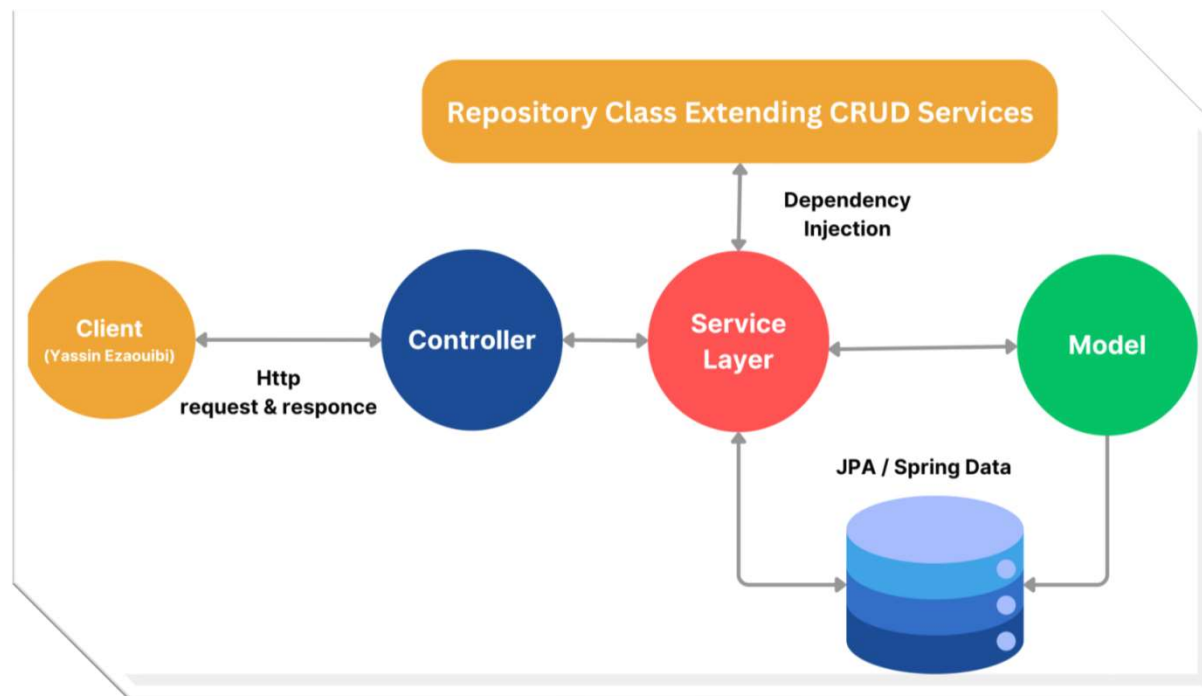 Repository Class Extending CRUD Services
Dependency
Injection
Client
(Yassin Ezaouibi)
Controller
Service
Layer
Model
Http
request & responce
JPA / Spring Data